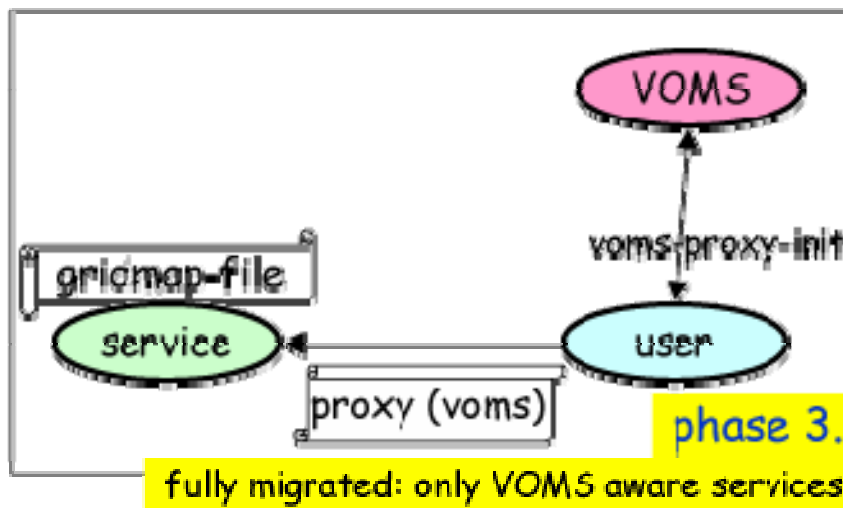 VOMS
voms-proxy-init
gridmap-file
service
user
proxy (voms)
phase 3.
fully migrated: only VOMS aware services